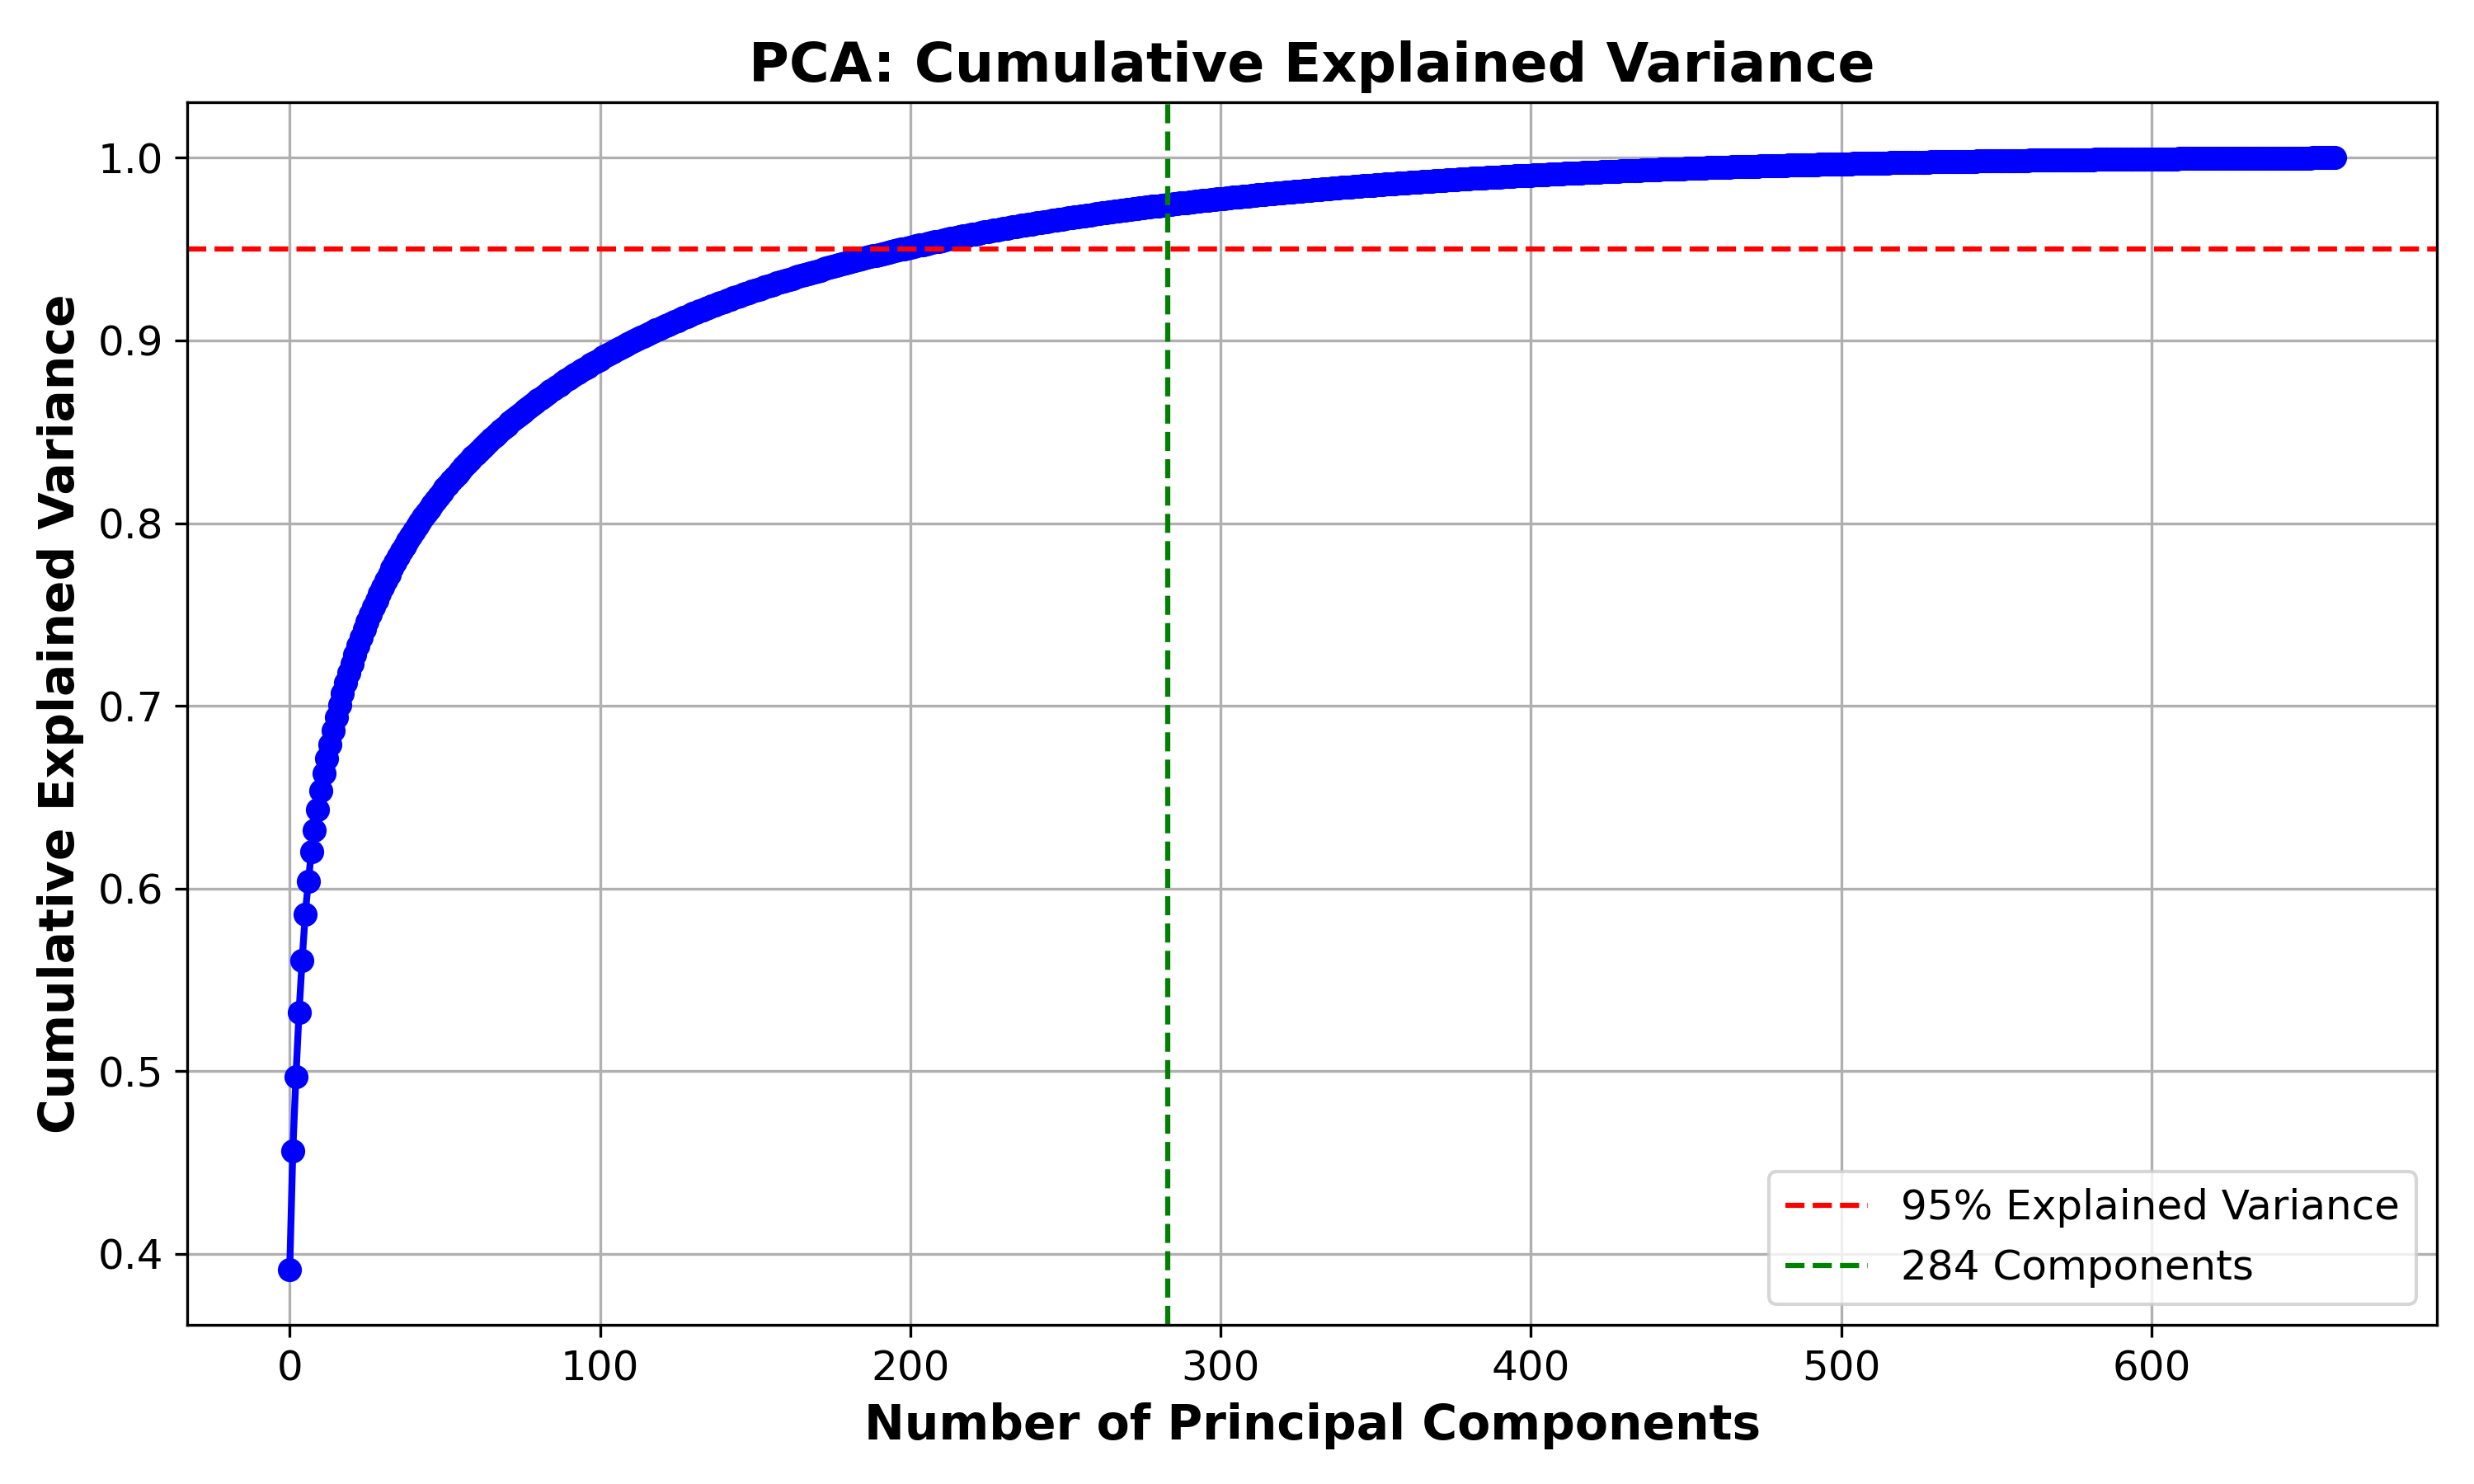 PCA: Cumulative Explained Variance
Cumulative Explained Variance
1.0
0.9
0.8
0.7
0.6
0.5
0.4
95% Explained Variance
284 Components
0 100 200 300 400 500 600
Number of Principal Components